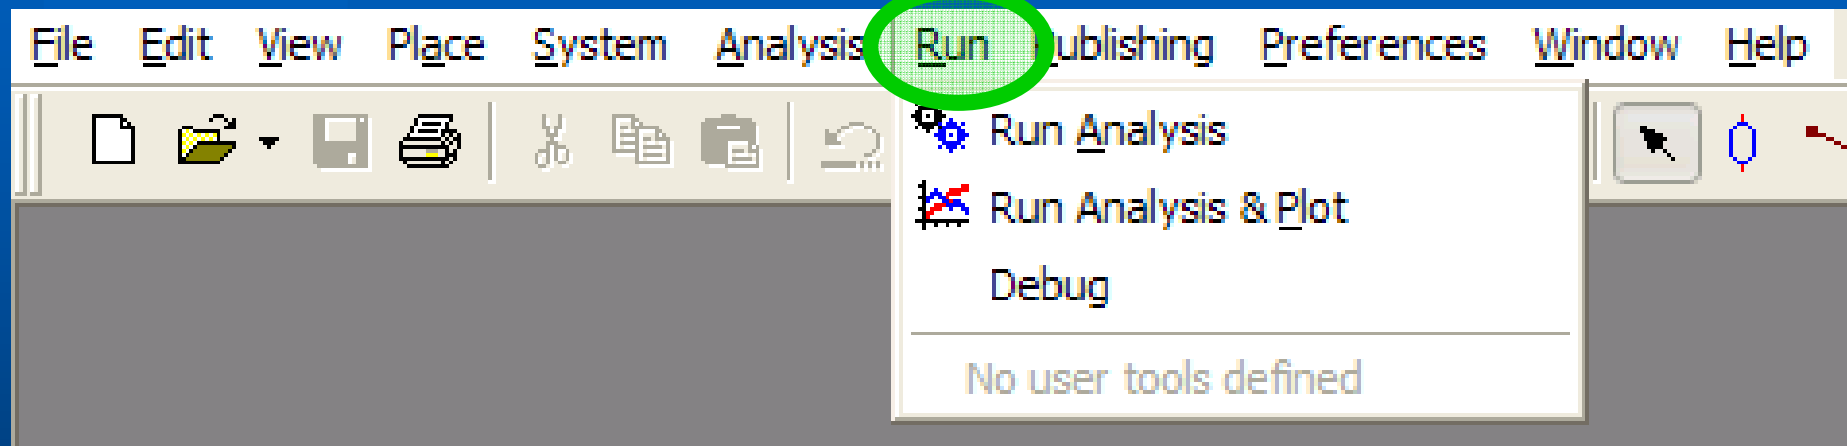 File Edit View Place System Analysis Run ublishing Preferences Window Help
Run Analysis
Run Analysis & Plot
Debug
No user tools defined